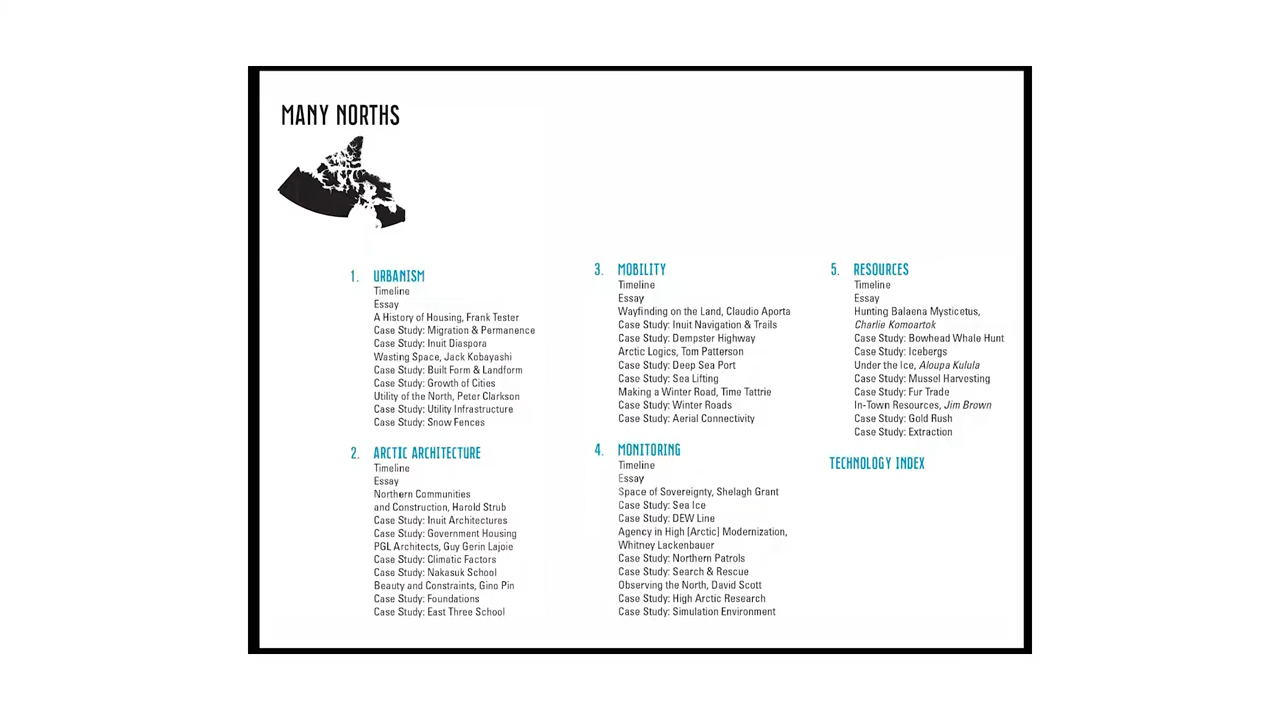 MANY NORTHS
1. URBANISM
Timeline
Essay
A History of Housing, Frank Tester
Case Study: Migration & Permanence
Case Study: Inuit Diaspora
Wasting Space, Jack Kobayashi
Case Study: Built Form & Landform
Case Study: Growth of Cities
Utility of the North, Peter Clarkson
Case Study: Utility Infrastructure
Case Study: Snow Fences
2. ARCTIC ARCHITECTURE
Timeline
Essay
Northern Communities
and Construction, Harold Strub
Case Study: Inuit Architectures
Case Study: Government Housing
PGL Architects, Guy Gerin Lajoie
Case Study: Climatic Factors
Case Study: Nakasuk School
Beauty and Constraints, Gino Pin
Case Study: Foundations
Case Study: East Three School
3. MOBILITY
Timeline
Essay
Wayfinding on the Land, Claudio Aporta
Case Study: Inuit Navigation & Trails
Case Study: Dempster Highway
Arctic Logics, Tom Patterson
Case Study: Deep Sea Port
Case Study: Sea Lifting
Making a Winter Road, Time Tattrie
Case Study: Winter Roads
Case Study: Aerial Connectivity
4. MONITORING
Timeline
Essay
Space of Sovereignty, Shelagh Grant
Case Study: Sea Ice
Case Study: DEW Line
Agency in High [Arctic] Modernization,
Whitney Lackenbauer
Case Study: Northern Patrols
Case Study: Search & Rescue
Observing the North, David Scott
Case Study: High Arctic Research
Case Study: Simulation Environment
5. RESOURCES
Timeline
Essay
Hunting Balaena Mysticetus,
Charlie Komoartok
Case Study: Bowhead Whale Hunt
Case Study: Icebergs
Under the Ice, Aloupa Kulula
Case Study: Mussel Harvesting
Case Study: Fur Trade
In-Town Resources, Jim Brown
Case Study: Gold Rush
Case Study: Extraction
TECHNOLOGY INDEX